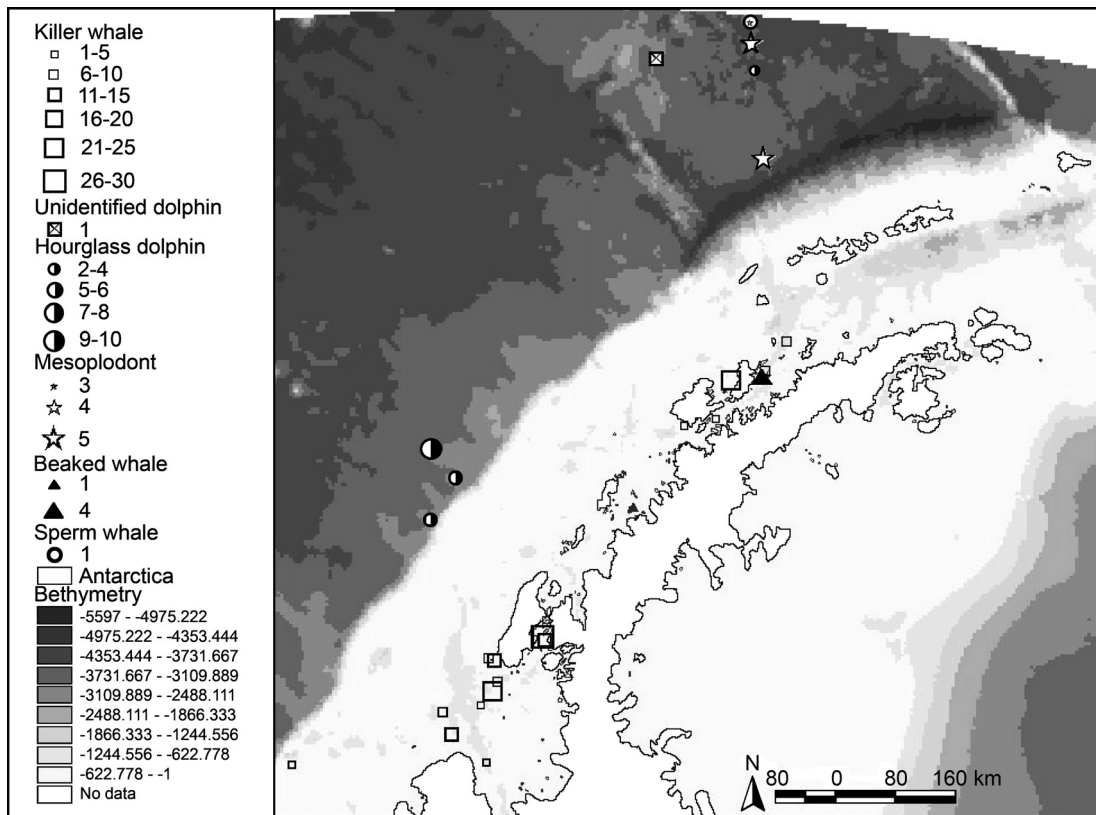 Killer whale
1-5
6-10
11-15
16-20
21-25
26-30
Unidentified dolphin
1
Hourglass dolphin
2-4
5-6
7-8
9-10
Mesoplodont
3
4
5
Beaked whale
1
4
Sperm whale
1
Antarctica
Bethymetry
-5597 - -4975.222
-4975.222 - -4353.444
-4353.444 - -3731.667
-3731.667 - -3109.889
-3109.889 - -2488.111
-2488.111 - -1866.333
-1866.333 - -1244.556
-1244.556 - -622.778
-622.778 - -1
No data
N
80 0 80 160 km